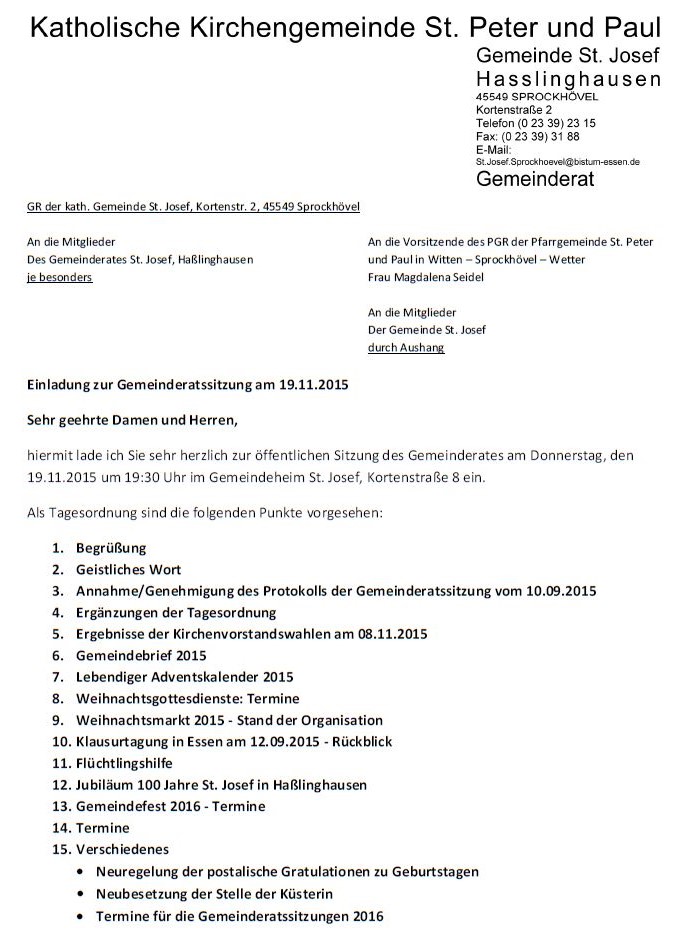 Katholische Kirchengemeinde St. Peter und Paul
Gemeinde St. Josef
Hasslinghausen
45549 SPROCKHÖVEL
Kortenstraße 2
Telefon (0 23 39) 23 15
Fax: (0 23 39) 31 88
E-Mail:
St.Josef.Sprockhoevel@bistum-essen.de
Gemeinderat
GR der kath. Gemeinde St. Josef, Kortenstr. 2, 45549 Sprockhövel
An die Mitglieder
Des Gemeinderates St. Josef, Haßlinghausen
je besonders
An die Vorsitzende des PGR der Pfarrgemeinde St. Peter
und Paul in Witten – Sprockhövel – Wetter
Frau Magdalena Seidel
An die Mitglieder
Der Gemeinde St. Josef
durch Aushang
Einladung zur Gemeinderatssitzung am 19.11.2015
Sehr geehrte Damen und Herren,
hiermit lade ich Sie sehr herzlich zur öffentlichen Sitzung des Gemeinderates am Donnerstag, den
19.11.2015 um 19:30 Uhr im Gemeindeheim St. Josef, Kortenstraße 8 ein.
Als Tagesordnung sind die folgenden Punkte vorgesehen:
1. Begrüßung
2. Geistliches Wort
3. Annahme/Genehmigung des Protokolls der Gemeinderatssitzung vom 10.09.2015
4. Ergänzungen der Tagesordnung
5. Ergebnisse der Kirchenvorstandswahlen am 08.11.2015
6. Gemeindebrief 2015
7. Lebendiger Adventskalender 2015
8. Weihnachtsgottesdienste: Termine
9. Weihnachtsmarkt 2015 - Stand der Organisation
10. Klausurtagung in Essen am 12.09.2015 - Rückblick
11. Flüchtlingshilfe
12. Jubiläum 100 Jahre St. Josef in Haßlinghausen
13. Gemeindefest 2016 - Termine
14. Termine
15. Verschiedenes
• Neuregelung der postalische Gratulationen zu Geburtstagen
• Neubesetzung der Stelle der Küsterin
• Termine für die Gemeinderatssitzungen 2016